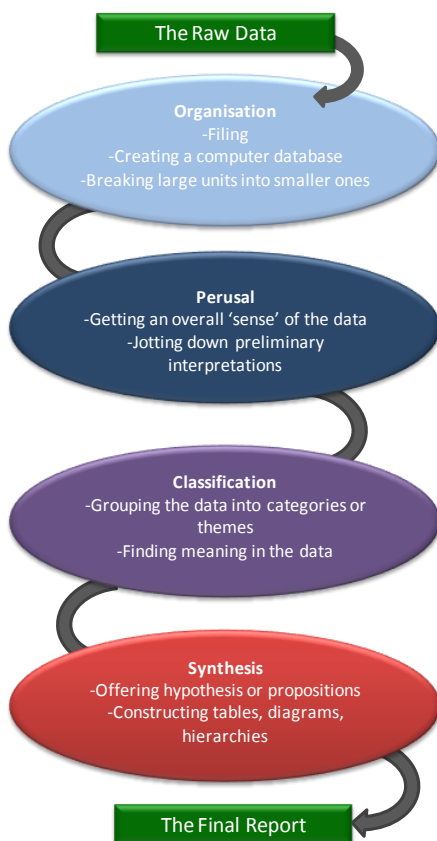 The Raw Data
Organisation
-Filing
-Creating a computer database
-Breaking large units into smaller ones
Perusal
-Getting an overall ‘sense’ of the data
-Jotting down preliminary
interpretations
Classification
-Grouping the data into categories or
themes
-Finding meaning in the data
Synthesis
-Offering hypothesis or propositions
-Constructing tables, diagrams,
hierarchies
The Final Report